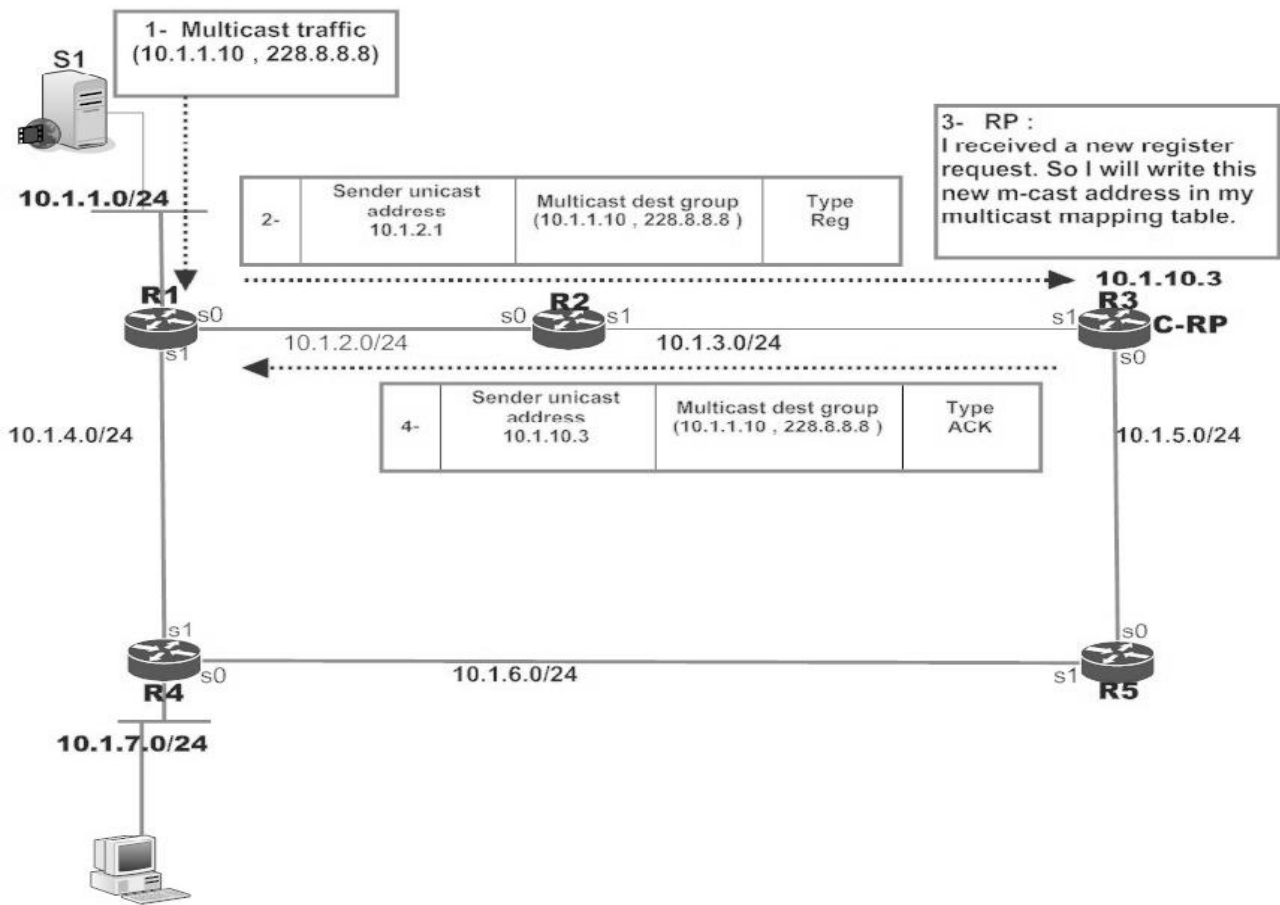 1- Multicast traffic
(10.1.1.10 , 228.8.8.8)
S1
3- RP :
I received a new register
request. So I will write this
new m-cast address in my
multicast mapping table.
10.1.1.0/24
2-
Sender unicast
address
10.1.2.1
Multicast dest group
(10.1.1.10 , 228.8.8.8 )
Type
Reg
10.1.10.3
R1
R2
R3
s0
s0
s1
s1
C-RP
s1
10.1.2.0/24
10.1.3.0/24
s0
4-
Sender unicast
address
10.1.10.3
Multicast dest group
(10.1.1.10 , 228.8.8.8 )
Type
ACK
10.1.4.0/24
10.1.5.0/24
s1
s0
s0
s1
R4
10.1.6.0/24
R5
10.1.7.0/24